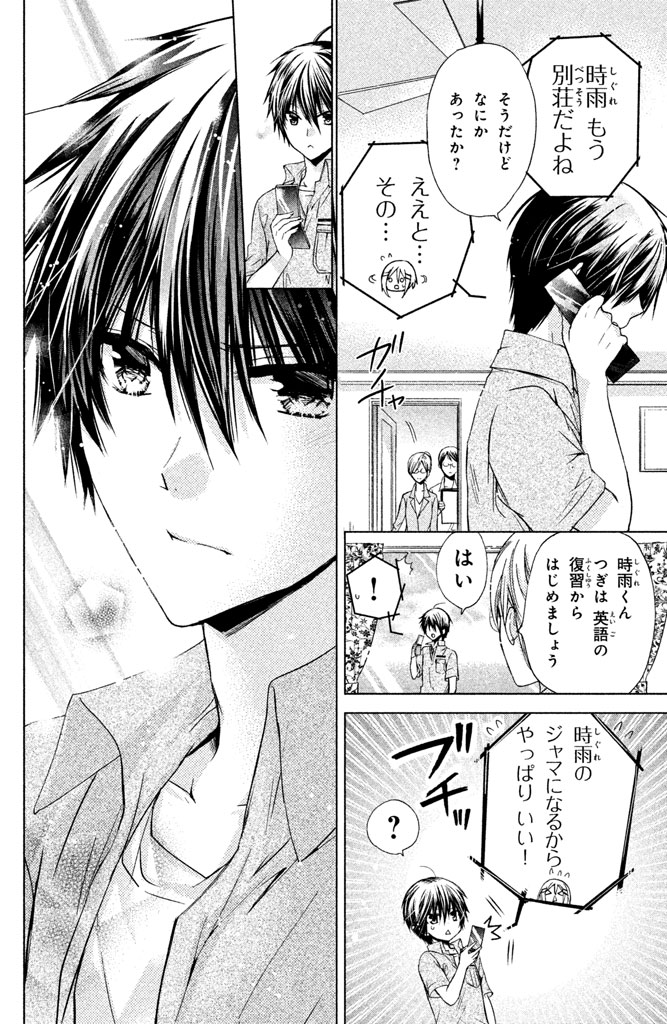 時雨 もう
別荘だよね
そうだけど
なにか
あったか？
ええと…
その…
ガチャ
時雨くん
つぎは 英語の
復習から
はじめましょう
はい
！
時雨の
ジャマになるから
やっぱり いい！
ブチッ
？